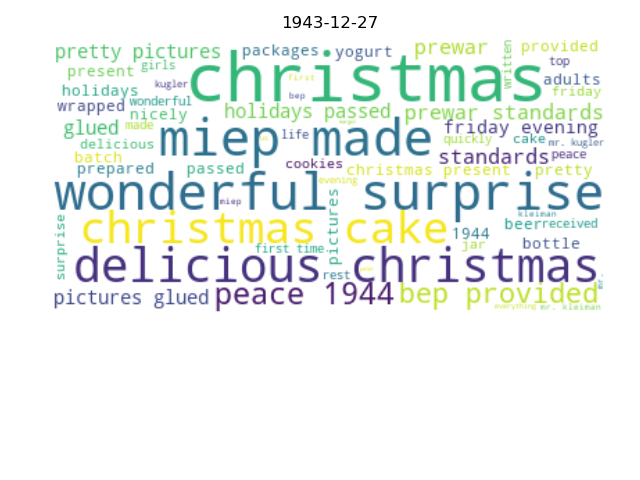 1943-12-27
pretty pictures packages yogurt prewar written provided
present girls christmas first top adults
holidays kugler bep friday
wrapped wonderful nicely holidays passed prewar standards
glued made miep life made friday evening
delicious quickly cake mr. kugler
batch cookies standards peace
prepared passed christmas present pretty
wonderful surprise evening
miep
surprise christmas cake pictures 1944 kleiman beer received
first time jar bottle
delicious christmas rest mr.
pictures glued peace 1944 bep provided
everything mr. kleiman